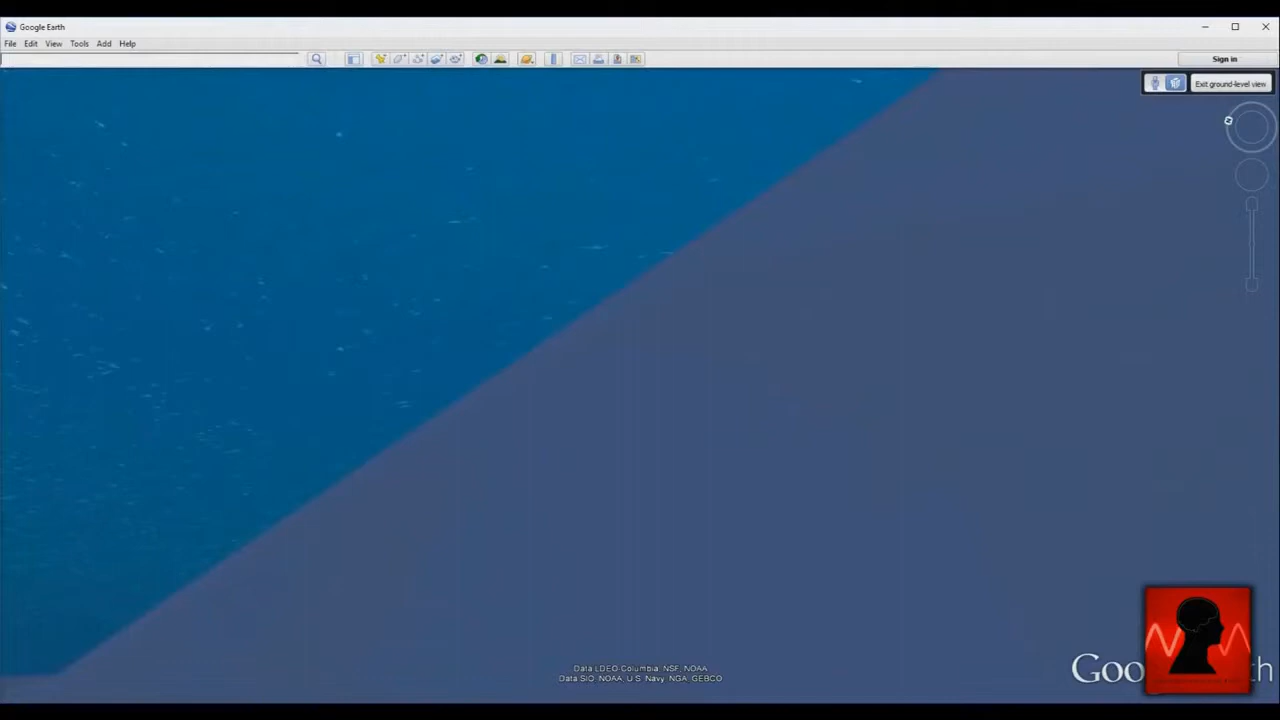 Google Earth
File Edit View Tools Add Help
Sign in
Exit ground-level view
Data LDEO-Columbia, NSF, NOAA
Data SIO, NOAA, U.S. Navy, NGA, GEBCO